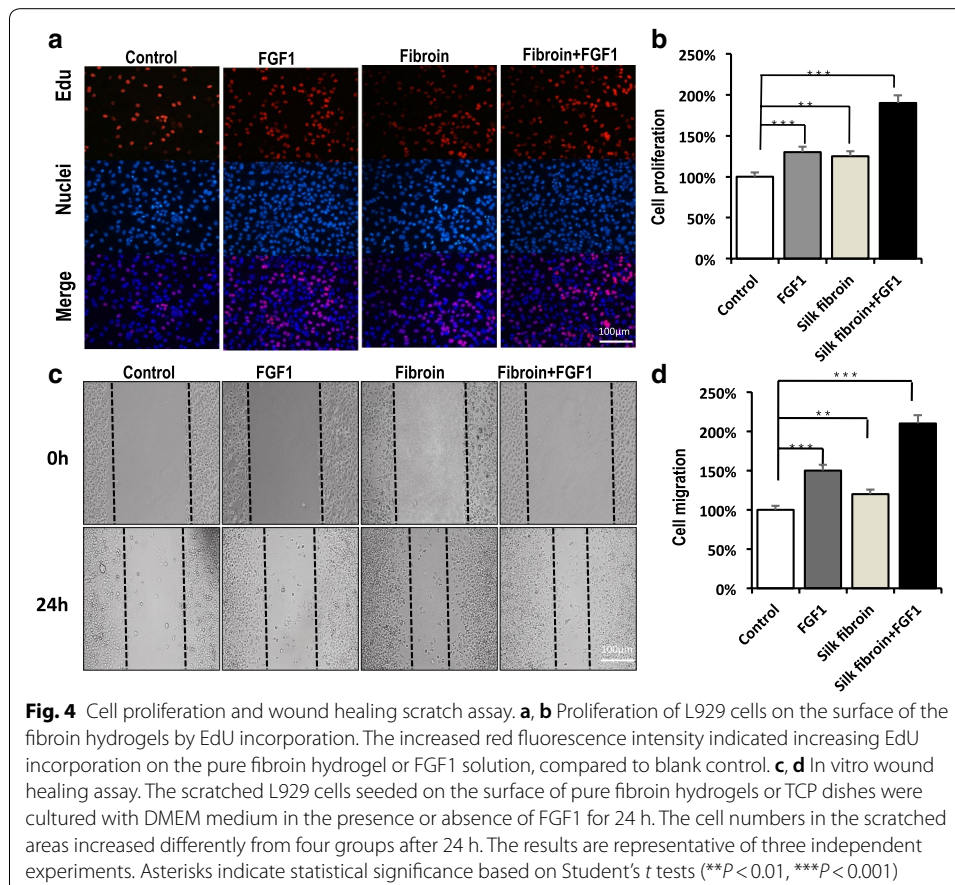 a
Control FGF1 Fibroin Fibroin+FGF1
Edu
Nuclei
Merge
100μm
b
Cell proliferation
250%
200%
150%
100%
50%
0%
***
**
***
Control FGF1 Silk fibroin Silk fibroin+FGF1
c
Control FGF1 Fibroin Fibroin+FGF1
0h
24h
100μm
d
Cell migration
250%
200%
150%
100%
50%
0%
***
**
***
Control FGF1 Silk fibroin Silk fibroin+FGF1
Fig. 4 Cell proliferation and wound healing scratch assay. a, b Proliferation of L929 cells on the surface of the
fibroin hydrogels by EdU incorporation. The increased red fluorescence intensity indicated increasing EdU
incorporation on the pure fibroin hydrogel or FGF1 solution, compared to blank control. c, d In vitro wound
healing assay. The scratched L929 cells seeded on the surface of pure fibroin hydrogels or TCP dishes were
cultured with DMEM medium in the presence or absence of FGF1 for 24 h. The cell numbers in the scratched
areas increased differently from four groups after 24 h. The results are representative of three independent
experiments. Asterisks indicate statistical significance based on Student's t tests (**P < 0.01, ***P < 0.001)